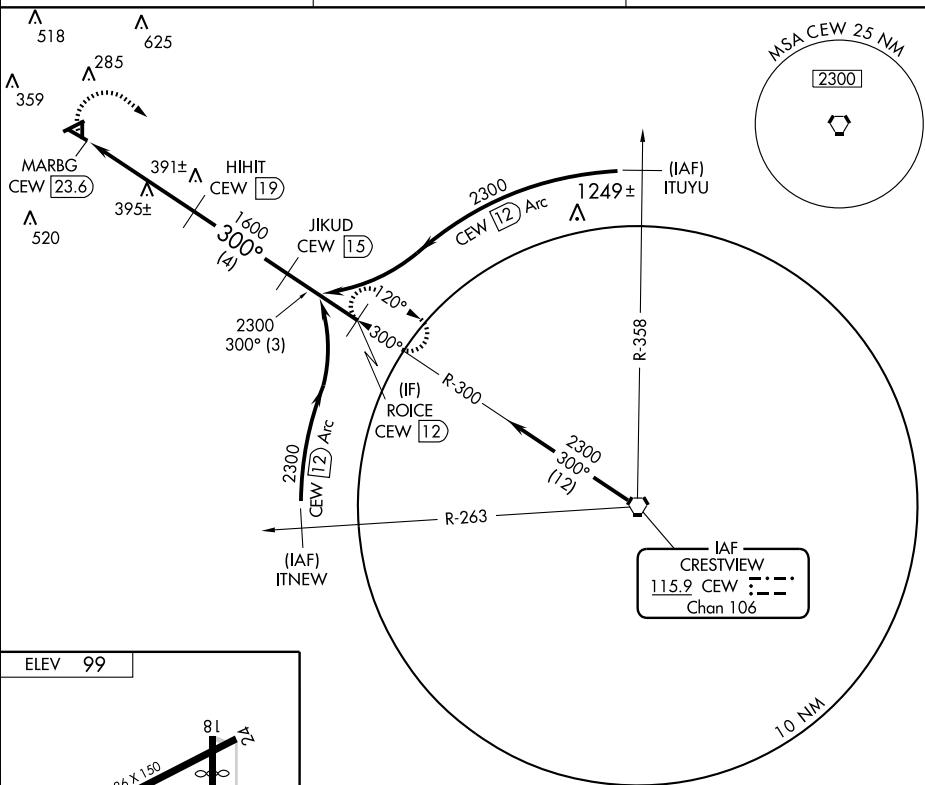 518
625
285
359
MARBG
CEW 23.6
391±
395±
520
HIHIT
CEW 19
1600
300°
(4)
JIKUD
CEW 15
2300
300° (3)
2300
CEW 12 Arc
1249±
(IAF)
ITUYU
MSA CEW 25 NM
2300
120°
300°
R-300
R-358
(IF)
ROICE
CEW 12
2300
CEW 12 Arc
(IAF)
ITNEW
R-263
2300
300°
(12)
IAF
CRESTVIEW
115.9 CEW
Chan 106
10 NM
ELEV 99
18
24
X 150